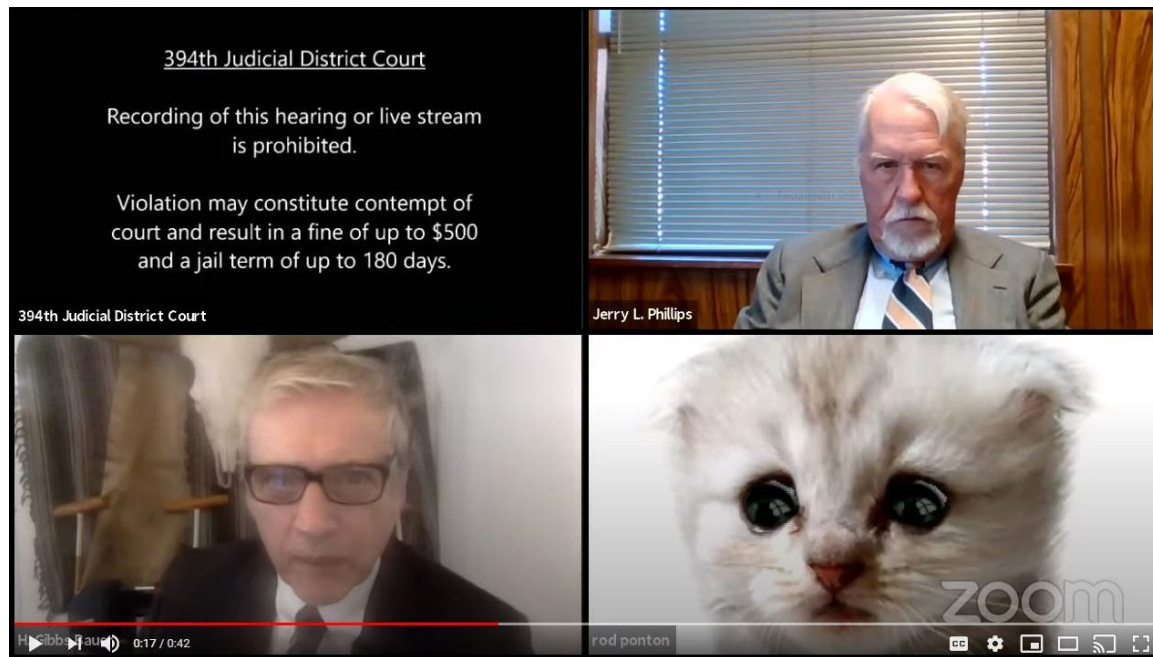 394th Judicial District Court
Recording of this hearing or live stream
is prohibited.
Violation may constitute contempt of
court and result in a fine of up to $500
and a jail term of up to 180 days.
394th Judicial District Court
Jerry L. Phillips
H. Gibbs
0:17 / 0:42
rod ponton
zoom
CC